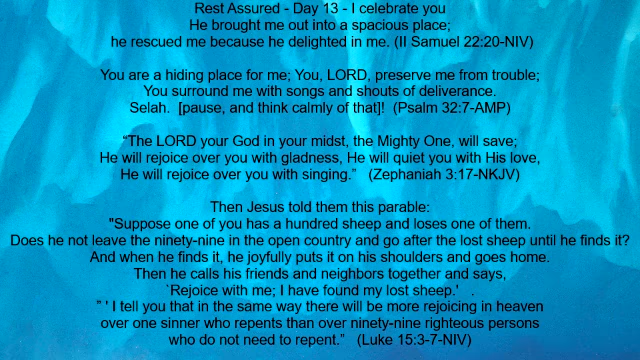 Rest Assured - Day 13 - I celebrate you
He brought me out into a spacious place;
he rescued me because he delighted in me. (II Samuel 22:20-NIV)
You are a hiding place for me; You, LORD, preserve me from trouble;
You surround me with songs and shouts of deliverance.
Selah.  [pause, and think calmly of that]!  (Psalm 32:7-AMP)
“The LORD your God in your midst, the Mighty One, will save;
He will rejoice over you with gladness, He will quiet you with His love,
He will rejoice over you with singing.”   (Zephaniah 3:17-NKJV)
Then Jesus told them this parable:
"Suppose one of you has a hundred sheep and loses one of them.
Does he not leave the ninety-nine in the open country and go after the lost sheep until he finds it?
And when he finds it, he joyfully puts it on his shoulders and goes home.
Then he calls his friends and neighbors together and says,
`Rejoice with me; I have found my lost sheep.'   .
” ' I tell you that in the same way there will be more rejoicing in heaven
over one sinner who repents than over ninety-nine righteous persons
who do not need to repent.”   (Luke 15:3-7-NIV)